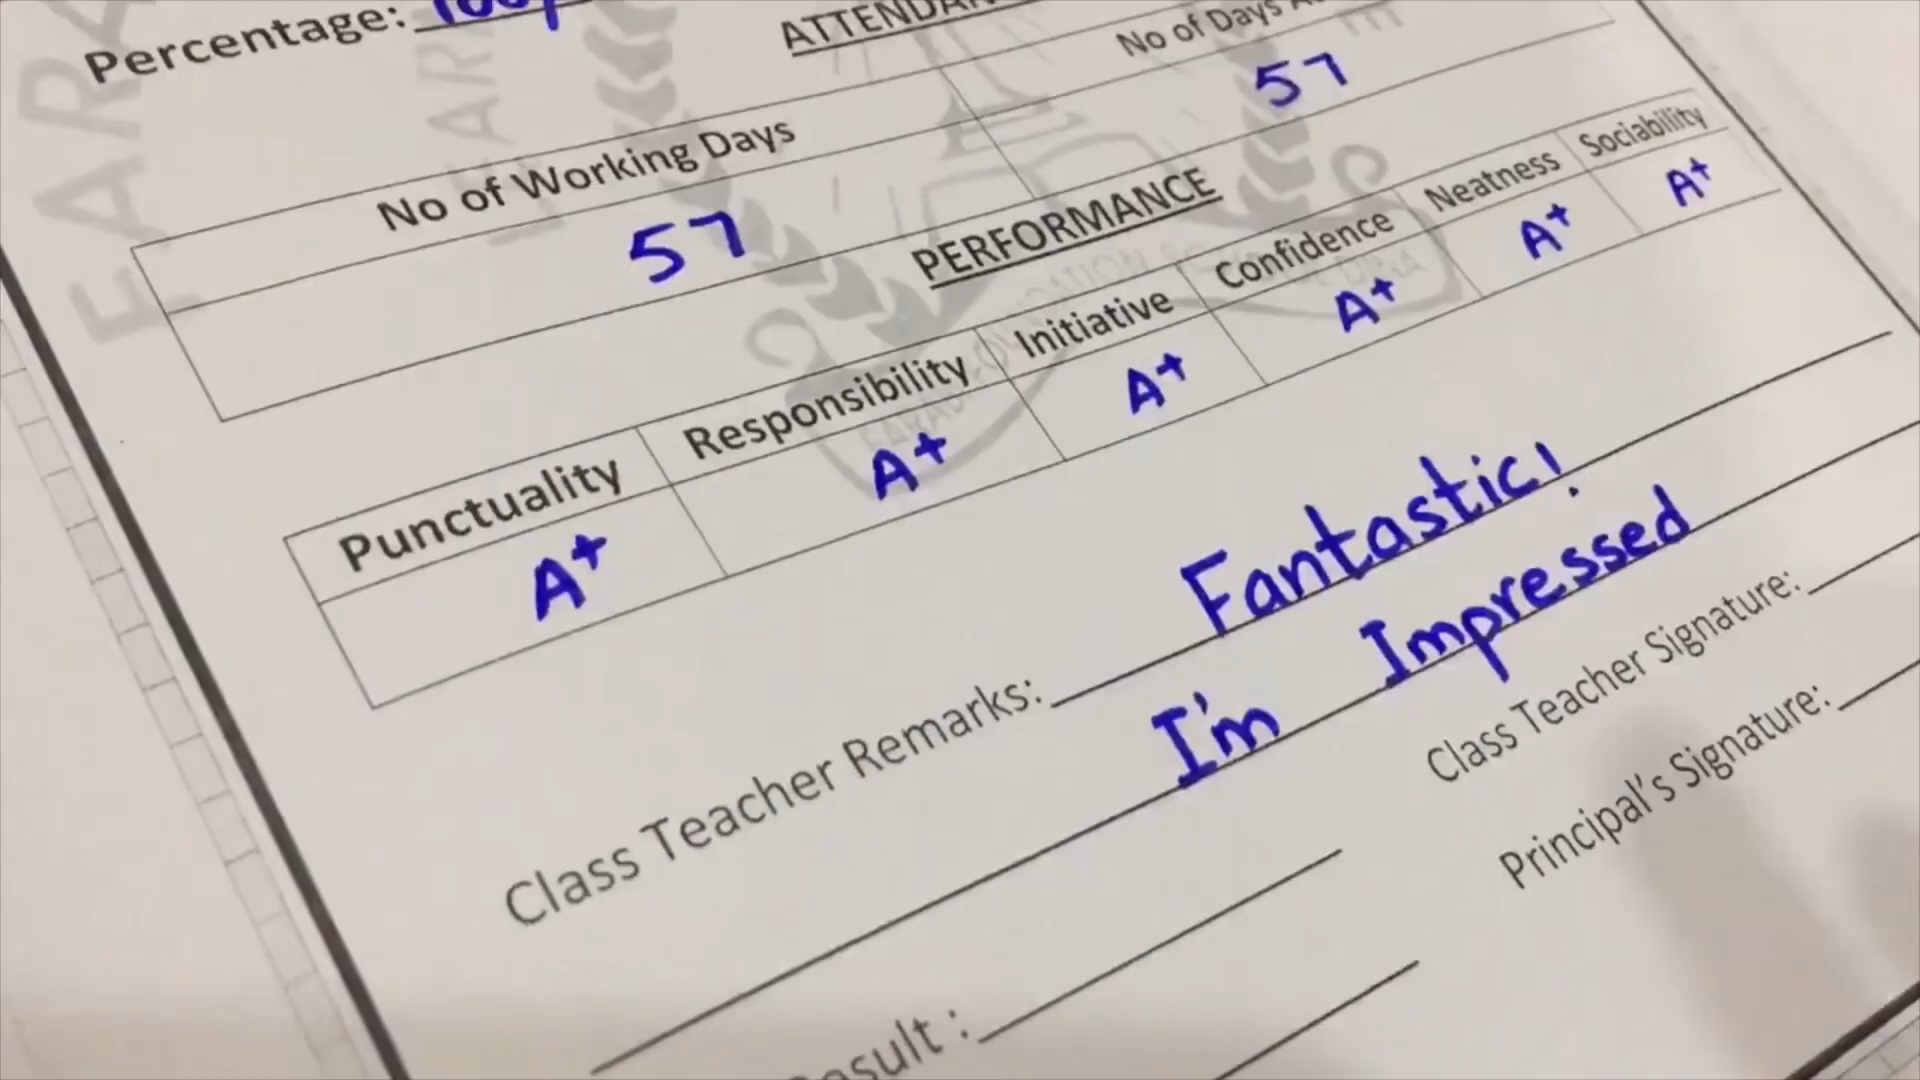 Percentage:
No of Working Days No of Days
57 57
PERFORMANCE
Punctuality Responsibility Initiative Confidence Neatness Sociability
A+ A+ A+ A+ A+ A+
Class Teacher Remarks: Fantastic!
I'm Impressed
Class Teacher Signature:
Principal's Signature: